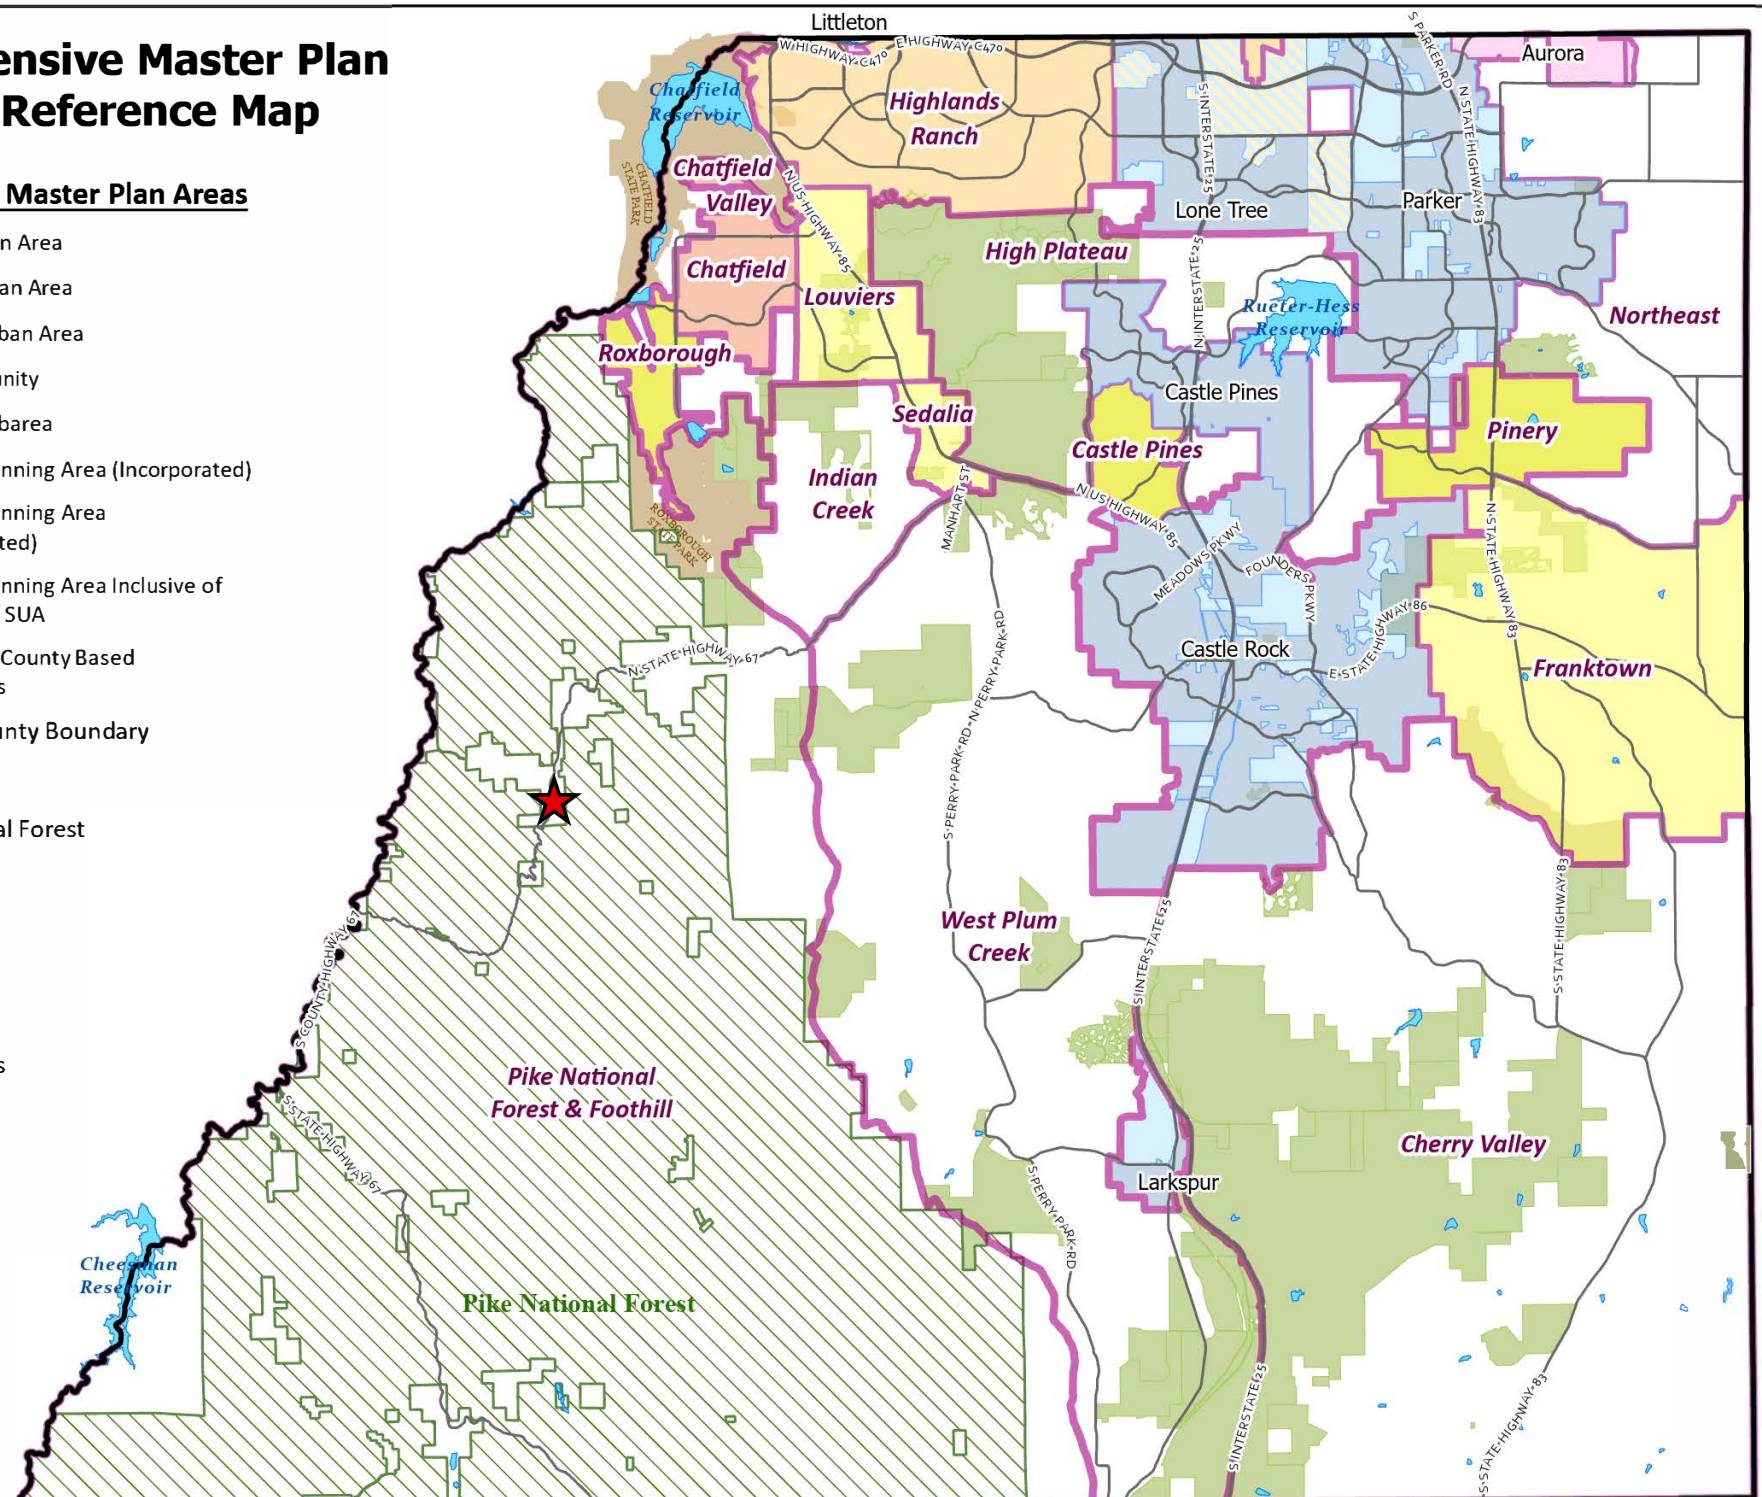 ensive Master Plan
Reference Map
Master Plan Areas
n Area
an Area
ban Area
nity
barea
nning Area (Incorporated)
nning Area
ted)
nning Area Inclusive of
SUA
County Based
s
nty Boundary
al Forest
s
Littleton
W HIGHWAY C470
E HIGHWAY C470
S PARKER RD
Aurora
Chatfield
Reservoir
Highlands
Ranch
S INTERSTATE 25
N STATE HIGHWAY 83
CHATFIELD
STATE PARK
Chatfield
Valley
N US HIGHWAY 85
Lone Tree
Parker
High Plateau
N INTERSTATE 25
Chatfield
Louviers
Rueter-Hess
Reservoir
Northeast
Roxborough
Castle Pines
Sedalia
Castle Pines
Pinery
Indian
Creek
MANHART ST
N US HIGHWAY 85
ROXBOROUGH
STATE PARK
MEADOWS PKWY
FOUNDERS PKWY
N STATE HIGHWAY 83
E STATE HIGHWAY 86
N STATE HIGHWAY 67
N PERRY PARK RD
Castle Rock
Franktown
S PERRY PARK RD
S COUNTY HIGHWAY 67
West Plum
Creek
S INTERSTATE 25
S STATE HIGHWAY 83
Pike National
Forest & Foothill
S STATE HIGHWAY 67
Cherry Valley
Larkspur
S PERRY PARK RD
Cheesman
Reservoir
Pike National Forest
S INTERSTATE 25
S STATE HIGHWAY 83